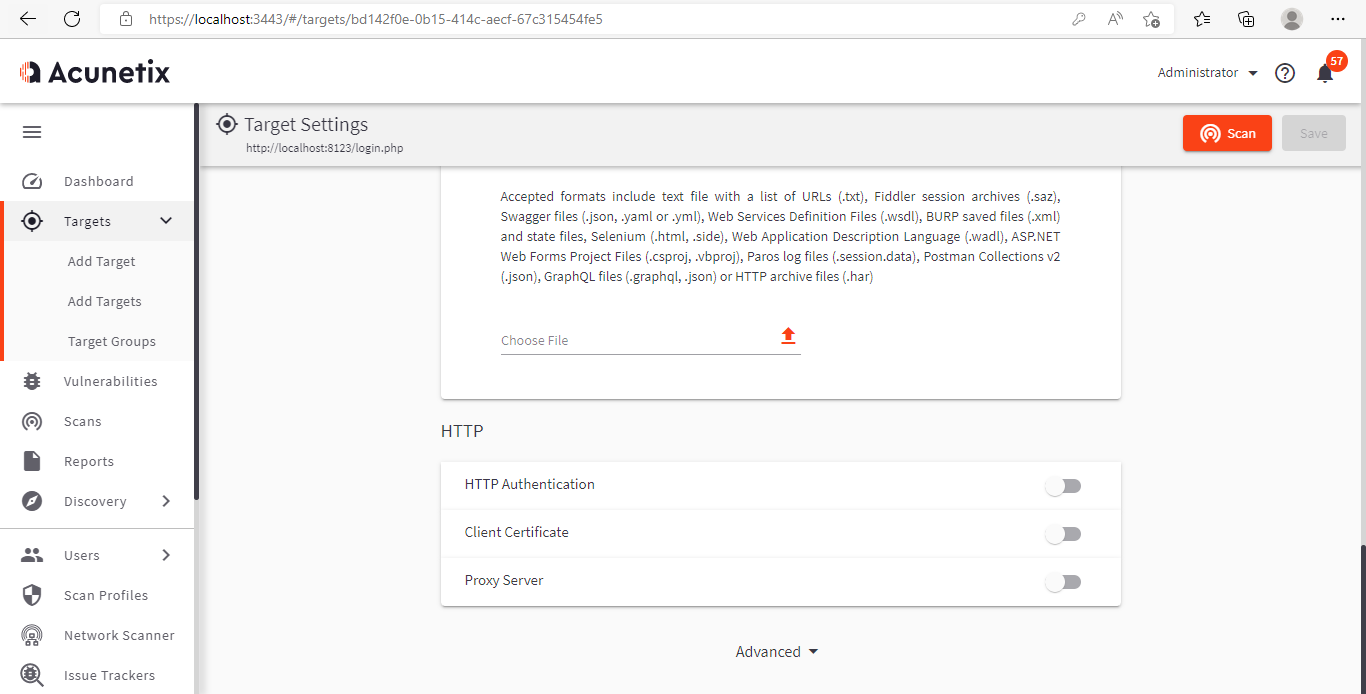 https://localhost:3443/#/targets/bd142f0e-0b15-414c-aecf-67c315454fe5
Acunetix
Administrator
57
Target Settings
http://localhost:8123/login.php
Scan
Save
Dashboard
Targets
Add Target
Add Targets
Target Groups
Vulnerabilities
Scans
Reports
Discovery
Users
Scan Profiles
Network Scanner
Issue Trackers
Accepted formats include text file with a list of URLs (.txt), Fiddler session archives (.saz),
Swagger files (.json, .yaml or .yml), Web Services Definition Files (.wsdl), BURP saved files (.xml)
and state files, Selenium (.html, .side), Web Application Description Language (.wadl), ASP.NET
Web Forms Project Files (.csproj, .vbproj), Paros log files (.session.data), Postman Collections v2
(.json), GraphQL files (.graphql, .json) or HTTP archive files (.har)
Choose File
HTTP
HTTP Authentication
Client Certificate
Proxy Server
Advanced